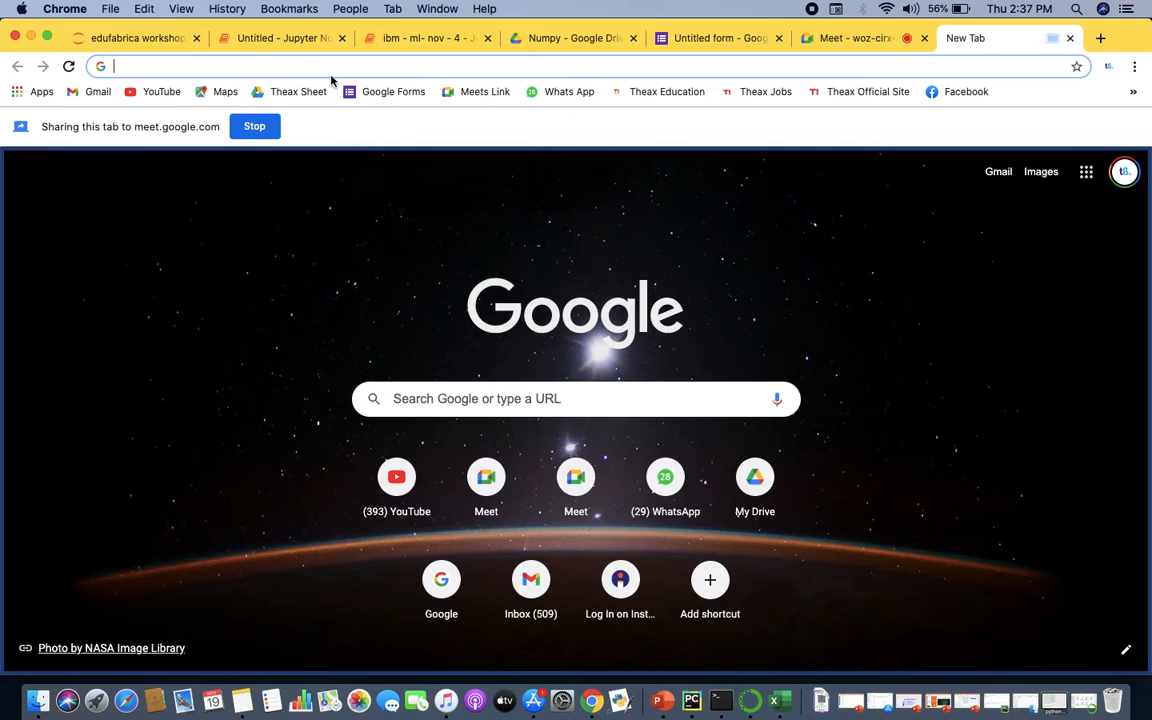 Chrome File Edit View History Bookmarks People Tab Window Help 56% Thu 2:37 PM
edufabrica workshop Untitled - Jupyter No ibm - ml- nov - 4 - Ju Numpy - Google Driv Untitled form - Goog Meet - woz-cirx- New Tab
Apps Gmail YouTube Maps Theax Sheet Google Forms Meets Link Whats App Theax Education Theax Jobs Theax Official Site Facebook »
Sharing this tab to meet.google.com Stop
Gmail Images tß.
Google
Search Google or type a URL
(393) YouTube Meet Meet (29) WhatsApp My Drive
Google Inbox (509) Log In on Inst... Add shortcut
Photo by NASA Image Library